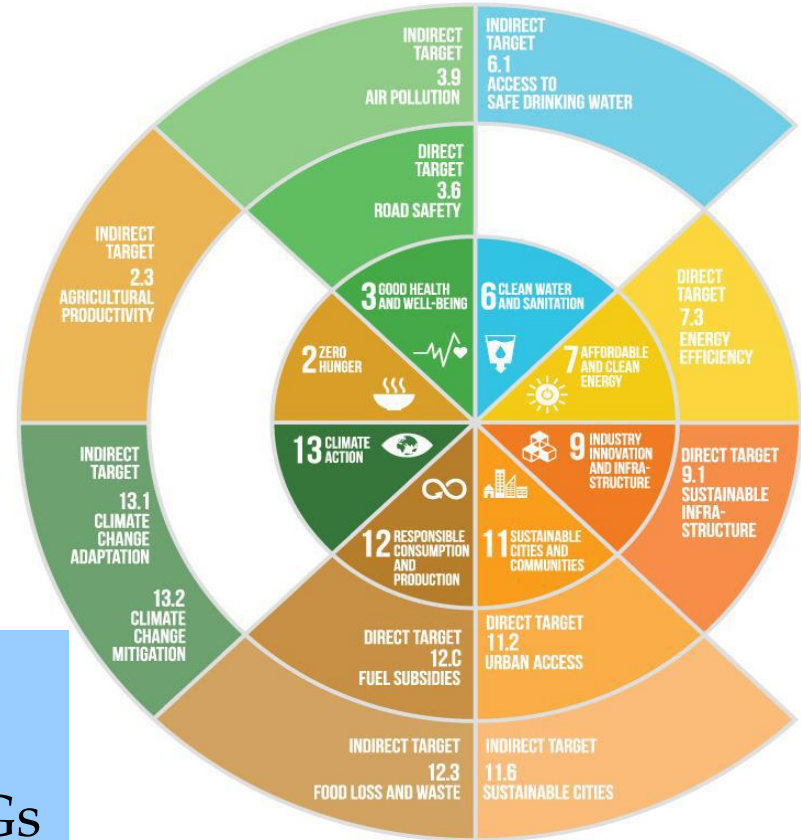 INDIRECT
TARGET
3.9
AIR POLLUTION
INDIRECT
TARGET
6.1
ACCESS TO
SAFE DRINKING WATER
DIRECT
TARGET
3.6
ROAD SAFETY
INDIRECT
TARGET
2.3
AGRICULTURAL
PRODUCTIVITY
DIRECT
TARGET
7.3
ENERGY
EFFICIENCY
3 GOOD HEALTH
AND WELL-BEING
6 CLEAN WATER
AND SANITATION
2 ZERO
HUNGER
7 AFFORDABLE
AND CLEAN
ENERGY
13 CLIMATE
ACTION
9 INDUSTRY
INNOVATION
AND INFRA-
STRUCTURE
12 RESPONSIBLE
CONSUMPTION
AND
PRODUCTION
11 SUSTAINABLE
CITIES AND
COMMUNITIES
INDIRECT
TARGET
13.1
CLIMATE
CHANGE
ADAPTATION
13.2
CLIMATE
CHANGE
MITIGATION
DIRECT TARGET
9.1
SUSTAINABLE
INFRA-
STRUCTURE
DIRECT TARGET
12.C
FUEL SUBSIDIES
DIRECT TARGET
11.2
URBAN ACCESS
INDIRECT TARGET
12.3
FOOD LOSS AND WASTE
INDIRECT TARGET
11.6
SUSTAINABLE CITIES